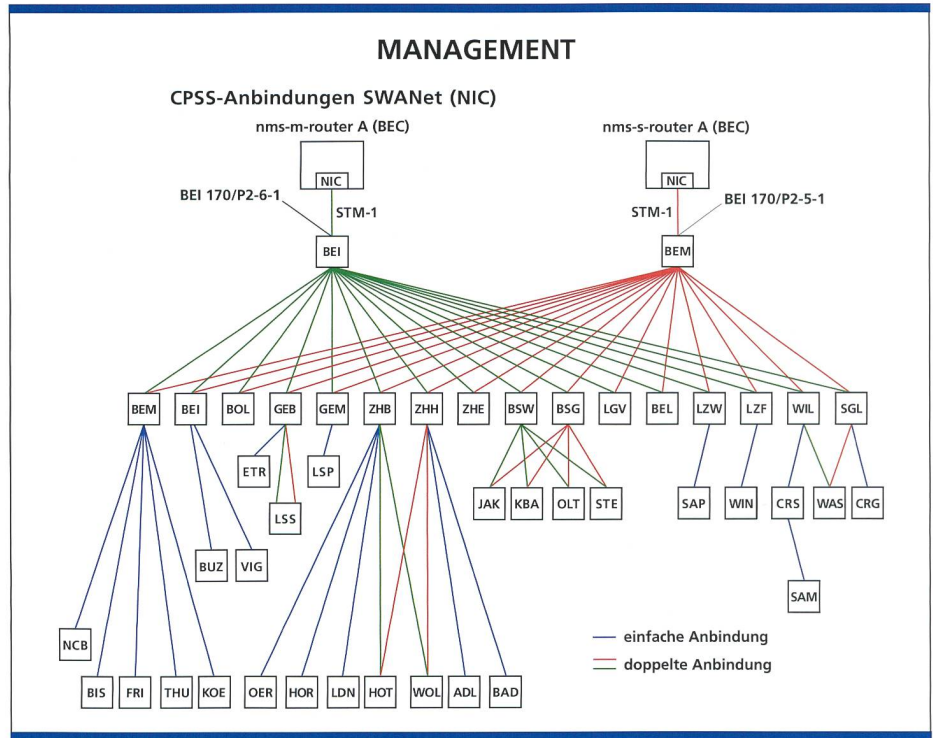 MANAGEMENT
CPSS-Anbindungen SWANet (NIC)
nms-m-router A (BEC) nms-s-router A (BEC)
NIC NIC
BEI 170/P2-6-1 BEI 170/P2-5-1
STM-1 STM-1
BEI BEM
BEM BEI BOL GEB GEM ZHB ZHH ZHE BSW BSG LGV BEL LZW LZF WIL SGL
ETR LSP
JAK KBA OLT STE SAP WIN CRS WAS CRG
LSS
BUZ VIG
SAM
NCB
einfache Anbindung
doppelte Anbindung
BIS FRI THU KOE OER HOR LDN HOT WOL ADL BAD